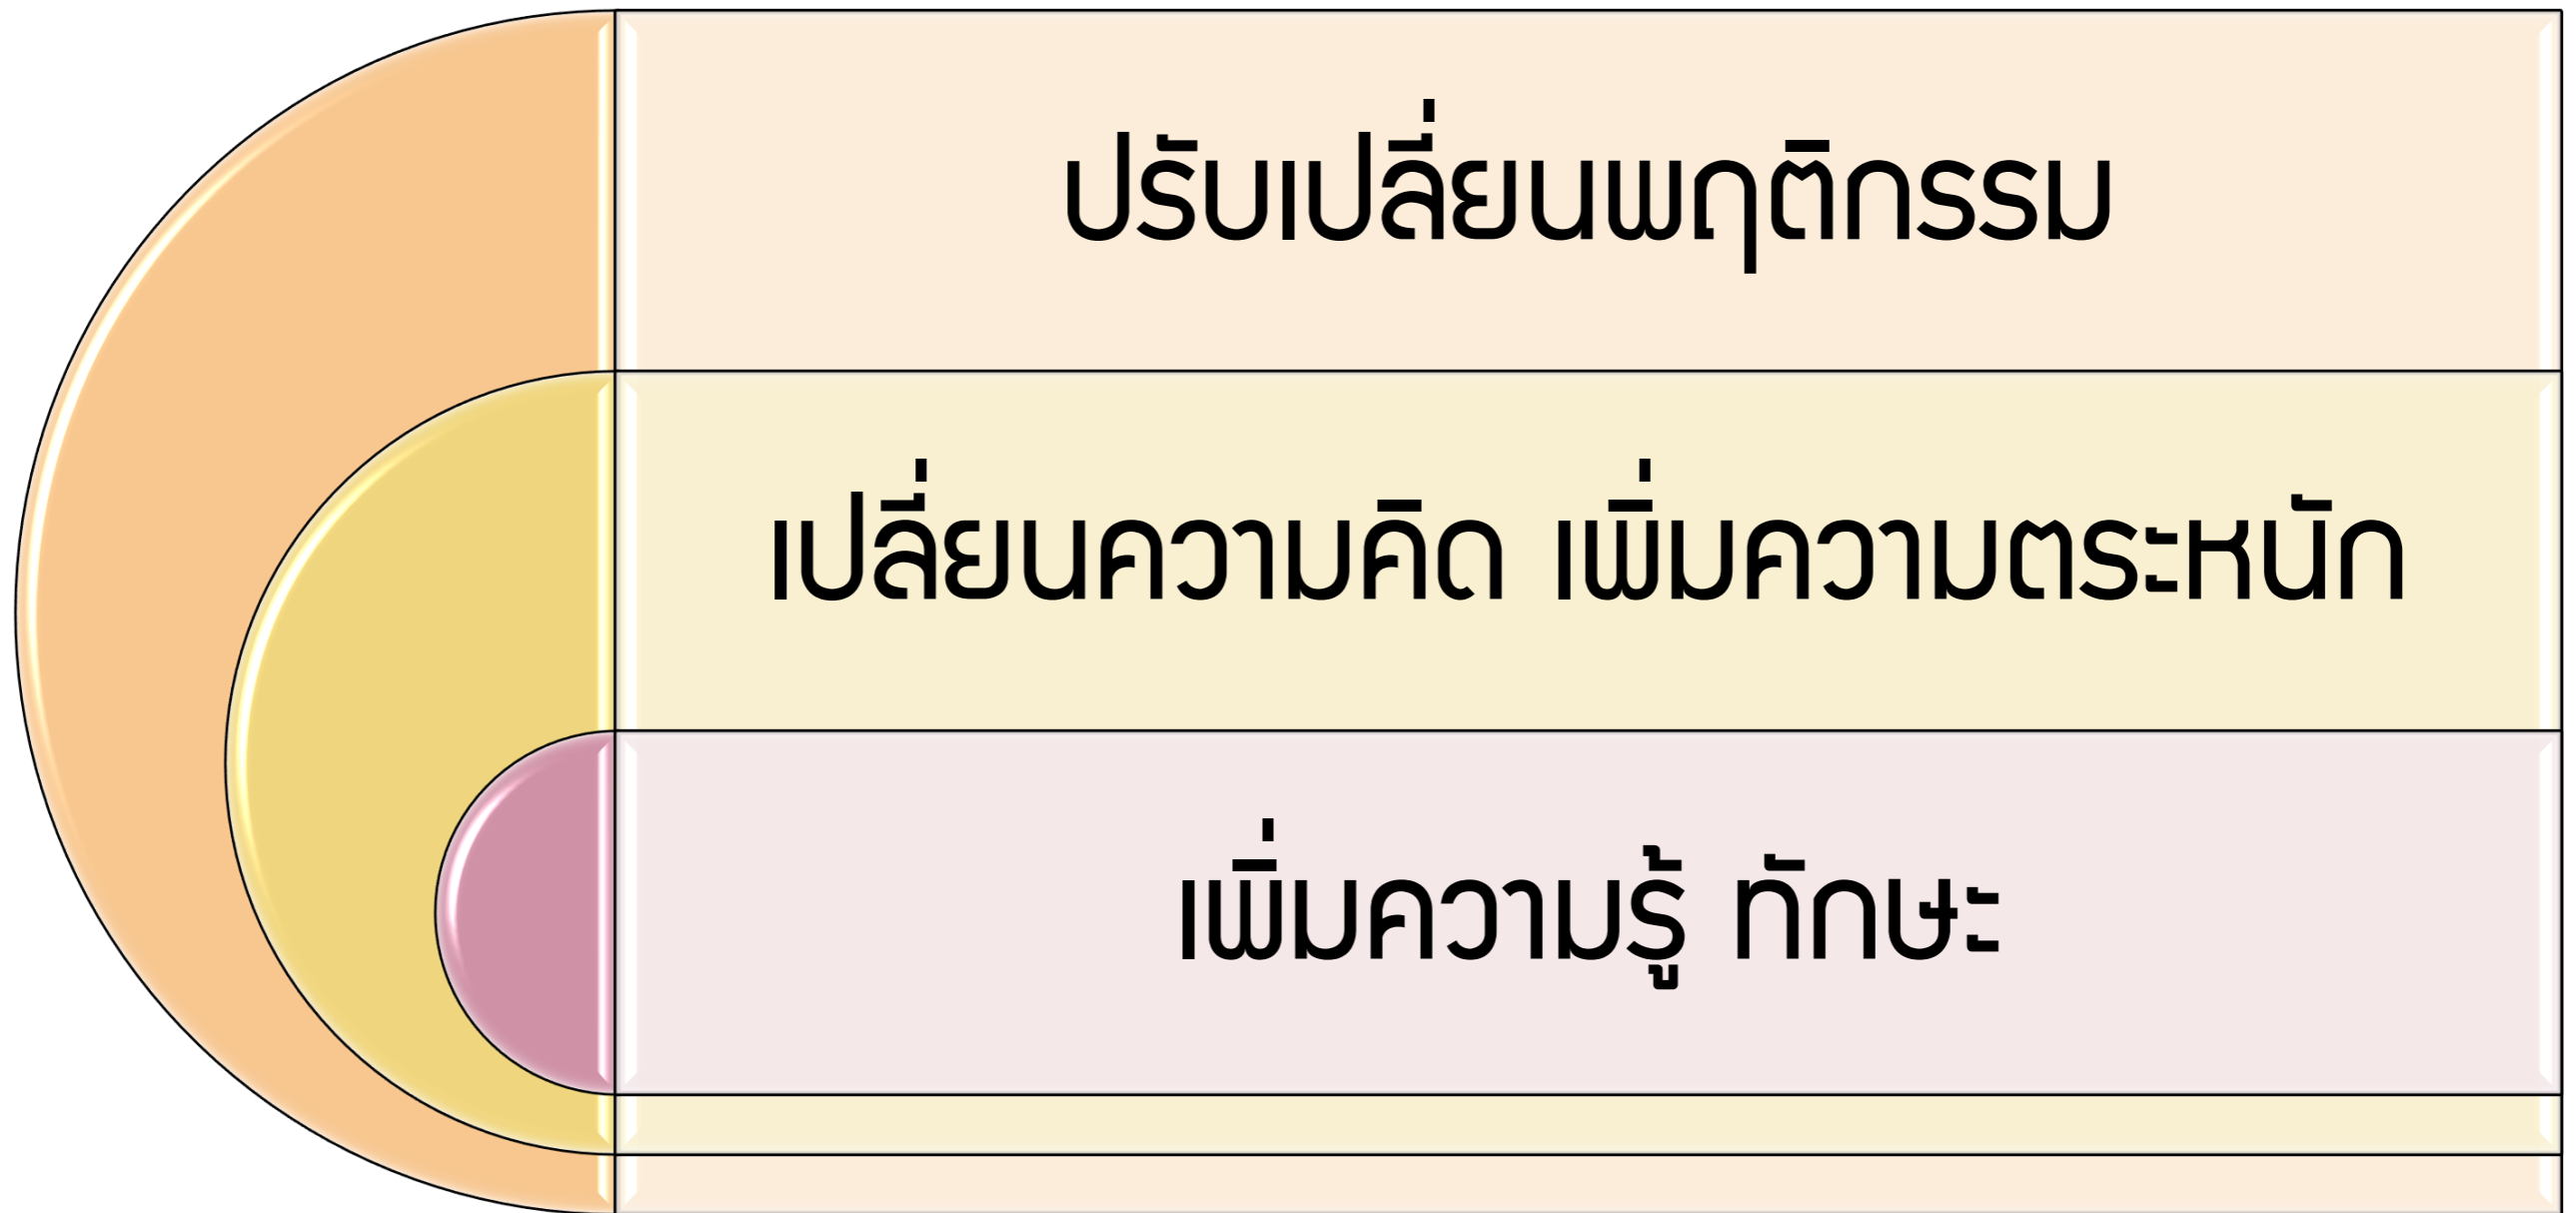 ปรับเปลี่ยนพฤติกรรม
เปลี่ยนความคิด เพิ่มความตระหนัก
เพิ่มความรู้ ทักษะ